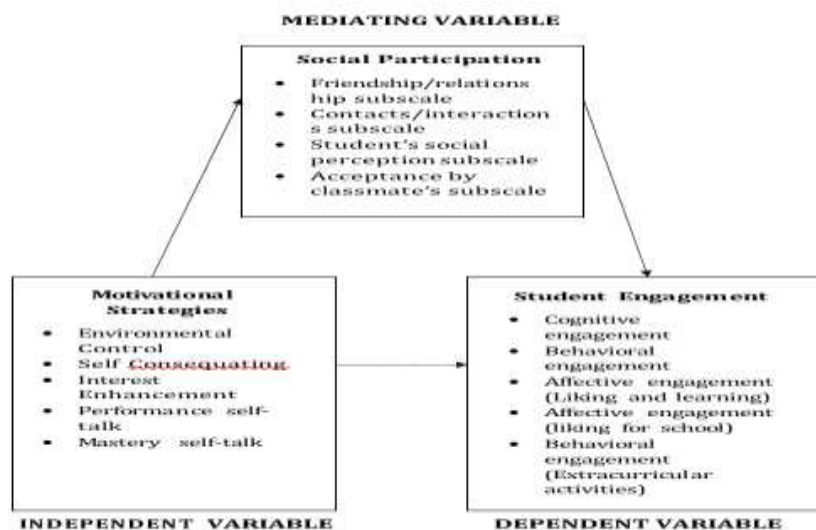 MEDIATING VARIABLE
Social Participation
• Friendship/relations
hip subscale
• Contacts/interaction
s subscale
• Student's social
perception subscale
• Acceptance by
classmate's subscale
Motivational
Strategies
• Environmental
Control
• Self Consequating
• Interest
Enhancement
• Performance self-
talk
• Mastery self-talk
Student Engagement
• Cognitive
engagement
• Behavioral
engagement
• Affective engagement
(Liking and learning)
• Affective engagement
(liking for school)
• Behavioral
engagement
(Extracurricular
activities)
INDEPENDENT VARIABLE
DEPENDENT VARIABLE